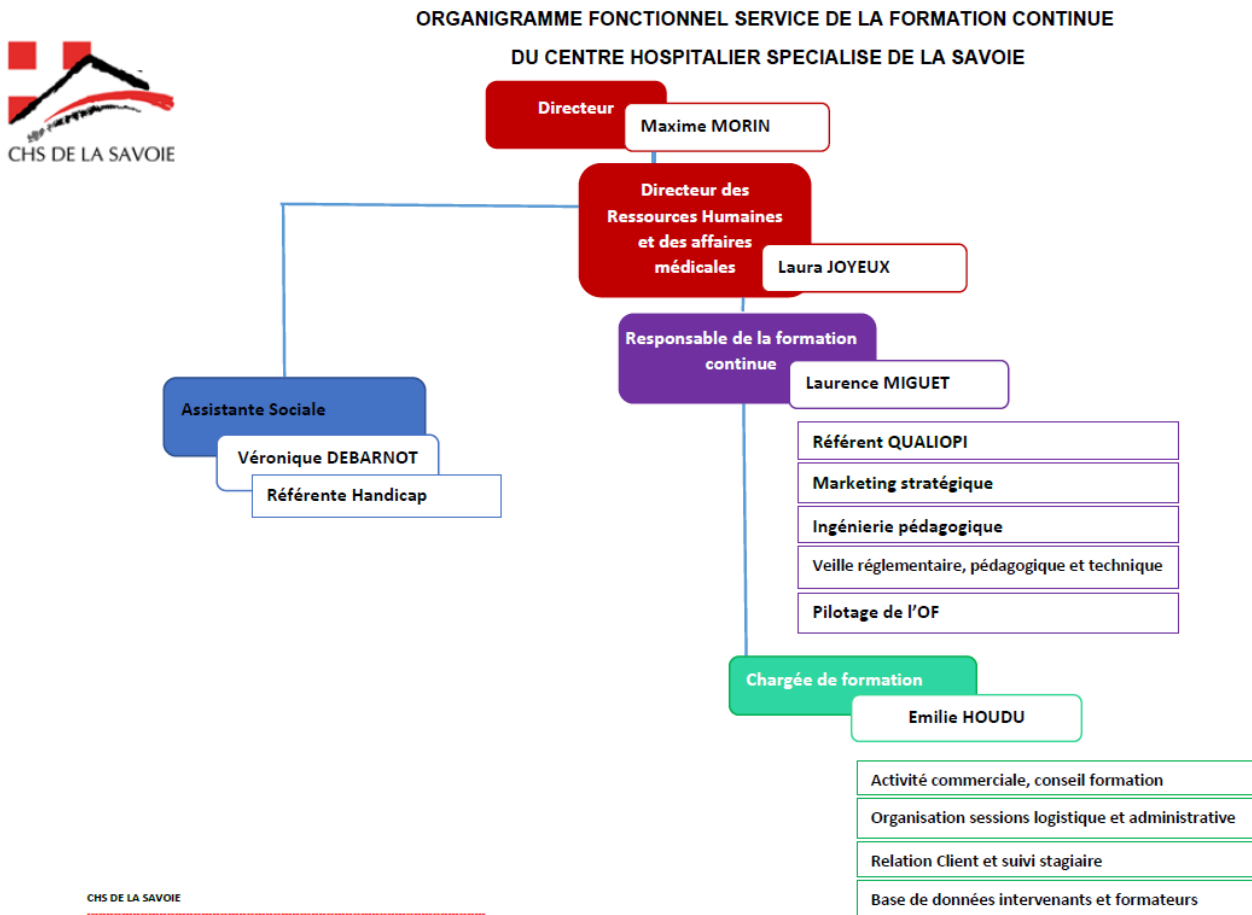 ORGANIGRAMME FONCTIONNEL SERVICE DE LA FORMATION CONTINUE
DU CENTRE HOSPITALIER SPECIALISE DE LA SAVOIE
CHS DE LA SAVOIE
Directeur
Maxime MORIN
Directeur des
Ressources Humaines
et des affaires
médicales
Laura JOYEUX
Responsable de la formation
continue
Laurence MIGUET
Assistante Sociale
Véronique DEBARNOT
Référente Handicap
Référent QUALIOPI
Marketing stratégique
Ingénierie pédagogique
Veille réglementaire, pédagogique et technique
Pilotage de l’OF
Chargée de formation
Emilie HOUDU
Activité commerciale, conseil formation
Organisation sessions logistique et administrative
Relation Client et suivi stagiaire
Base de données intervenants et formateurs
CHS DE LA SAVOIE